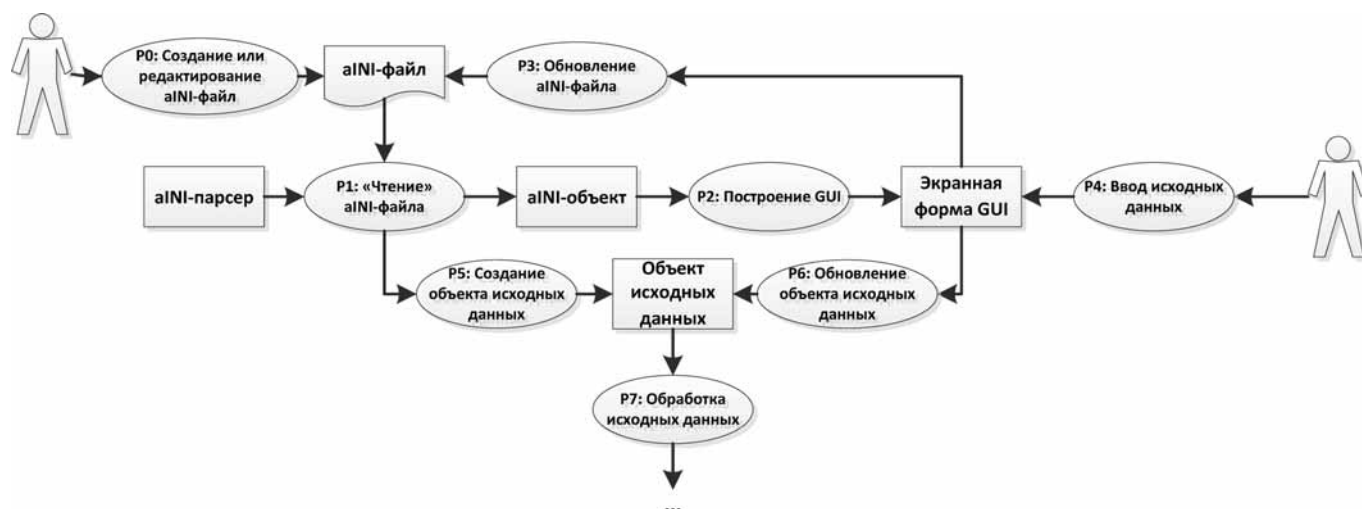 P0: Создание или
редактирование
aINI-файл
aINI-файл
P3: Обновление
aINI-файла
aINI-парсер
P1: «Чтение»
aINI-файла
aINI-объект
P2: Построение GUI
Экранная
форма GUI
P4: Ввод исходных
данных
P5: Создание
объекта исходных
данных
Объект
исходных
данных
P6: Обновление
объекта исходных
данных
P7: Обработка
исходных данных
...